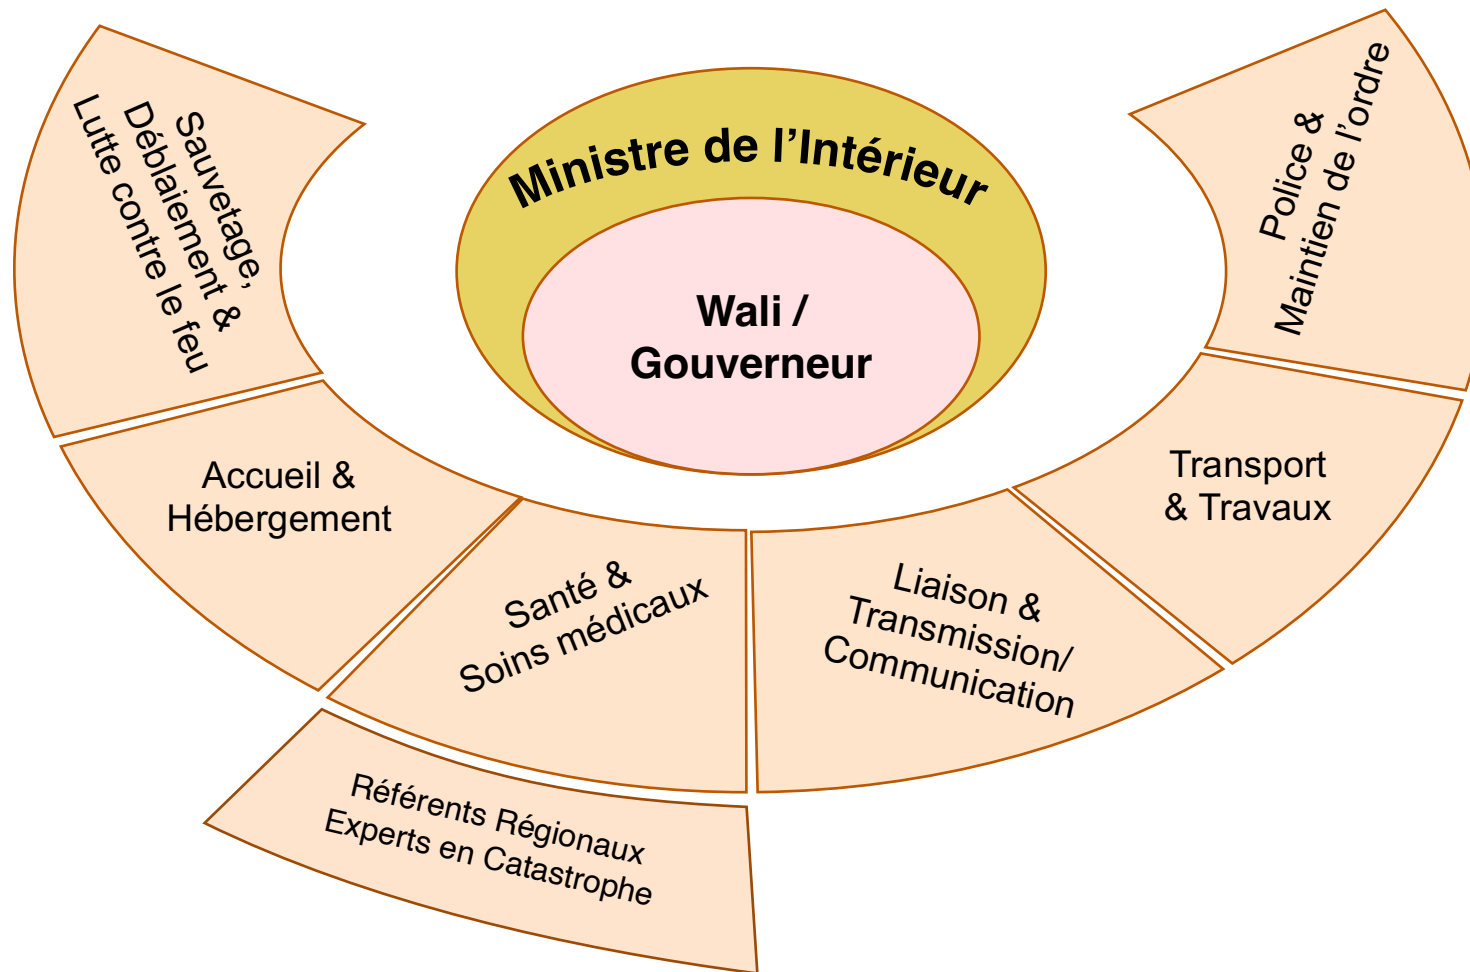 Ministre de l’Intérieur
Wali /
Gouverneur
Sauvetage,
Déblaiement &
Lutte contre le feu
Accueil &
Hébergement
Santé &
Soins médicaux
Référents Régionaux
Experts en Catastrophe
Liaison &
Transmission/
Communication
Transport
& Travaux
Police &
Maintien de l’ordre